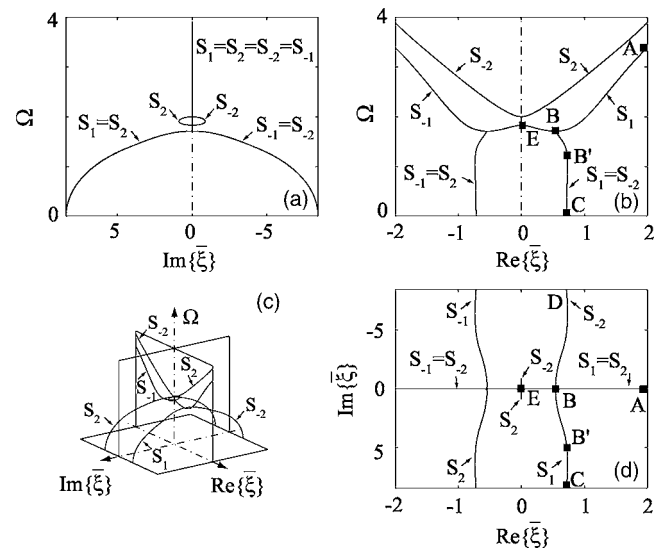 4
S₁=S₂=S₋₂=S₋₁
S₂ S₋₂
S₁=S₂ S₋₁=S₋₂
Ω
0
(a)
5 0 -5
Im{ξ̄}
4
S₋₂ S₂ A
S₋₁ S₁
Ω
E B
B'
S₋₁=S₂ S₁=S₋₂
C
0
(b)
-2 -1 0 1 2
Re{ξ̄}
(c)
Ω
S₋₂
S₂
S₋₁
S₂ S₋₂
S₁
Im{ξ̄} Re{ξ̄}
D
S₋₁ S₋₂
-5
S₋₁=S₋₂ S₋₂ S₁=S₂
Im{ξ̄}
0
E B A
S₂
B'
5
S₂ S₁
C
(d)
-2 -1 0 1 2
Re{ξ̄}